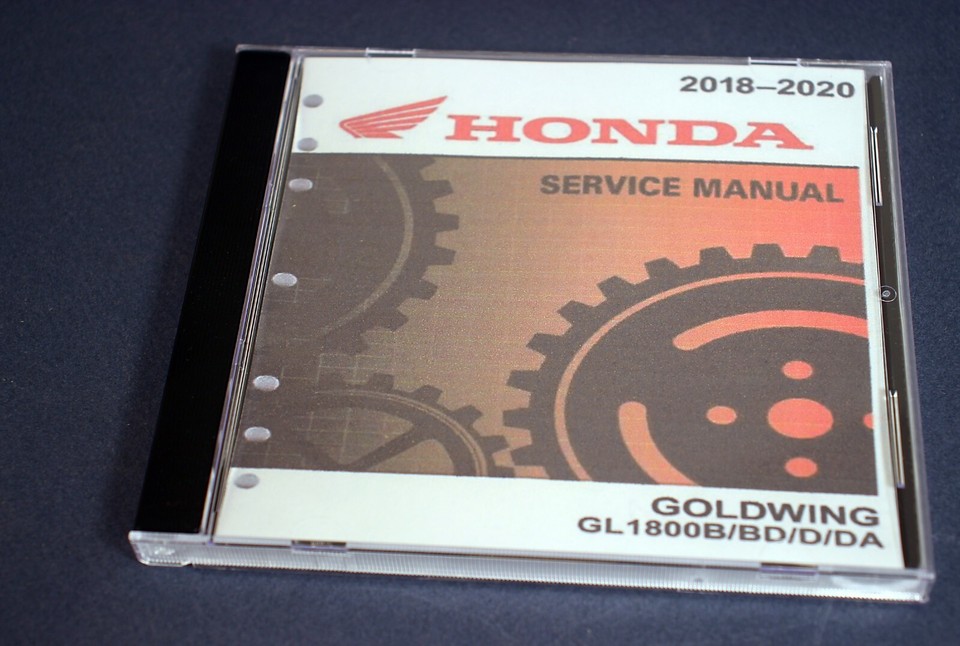 2018–2020
HONDA
SERVICE MANUAL
GOLDWING
GL1800B/BD/D/DA